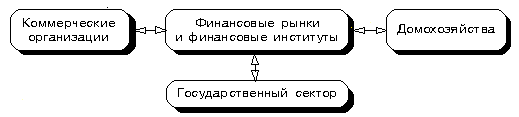 Коммерческие
организации
Финансовые рынки
и финансовые институты
Домохозяйства
Государственный сектор